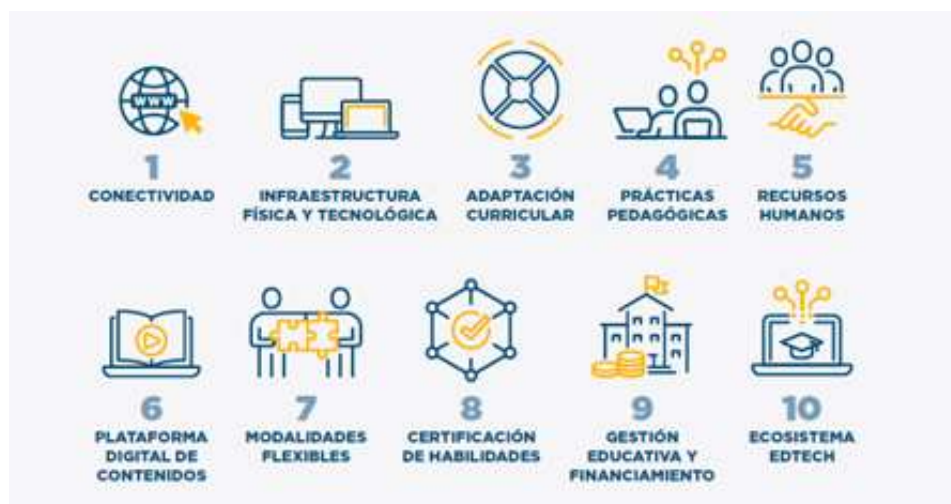 WWW
1
CONECTIVIDAD
2
INFRAESTRUCTURA
FÍSICA Y TECNOLÓGICA
3
ADAPTACIÓN
CURRICULAR
4
PRÁCTICAS
PEDAGÓGICAS
5
RECURSOS
HUMANOS
6
PLATAFORMA
DIGITAL DE
CONTENIDOS
7
MODALIDADES
FLEXIBLES
8
CERTIFICACIÓN
DE HABILIDADES
9
GESTIÓN
EDUCATIVA Y
FINANCIAMIENTO
10
ECOSISTEMA
EDTECH